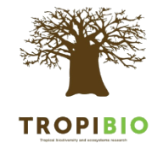 TROPIBIO
Tropical biodiversity and ecosystems research